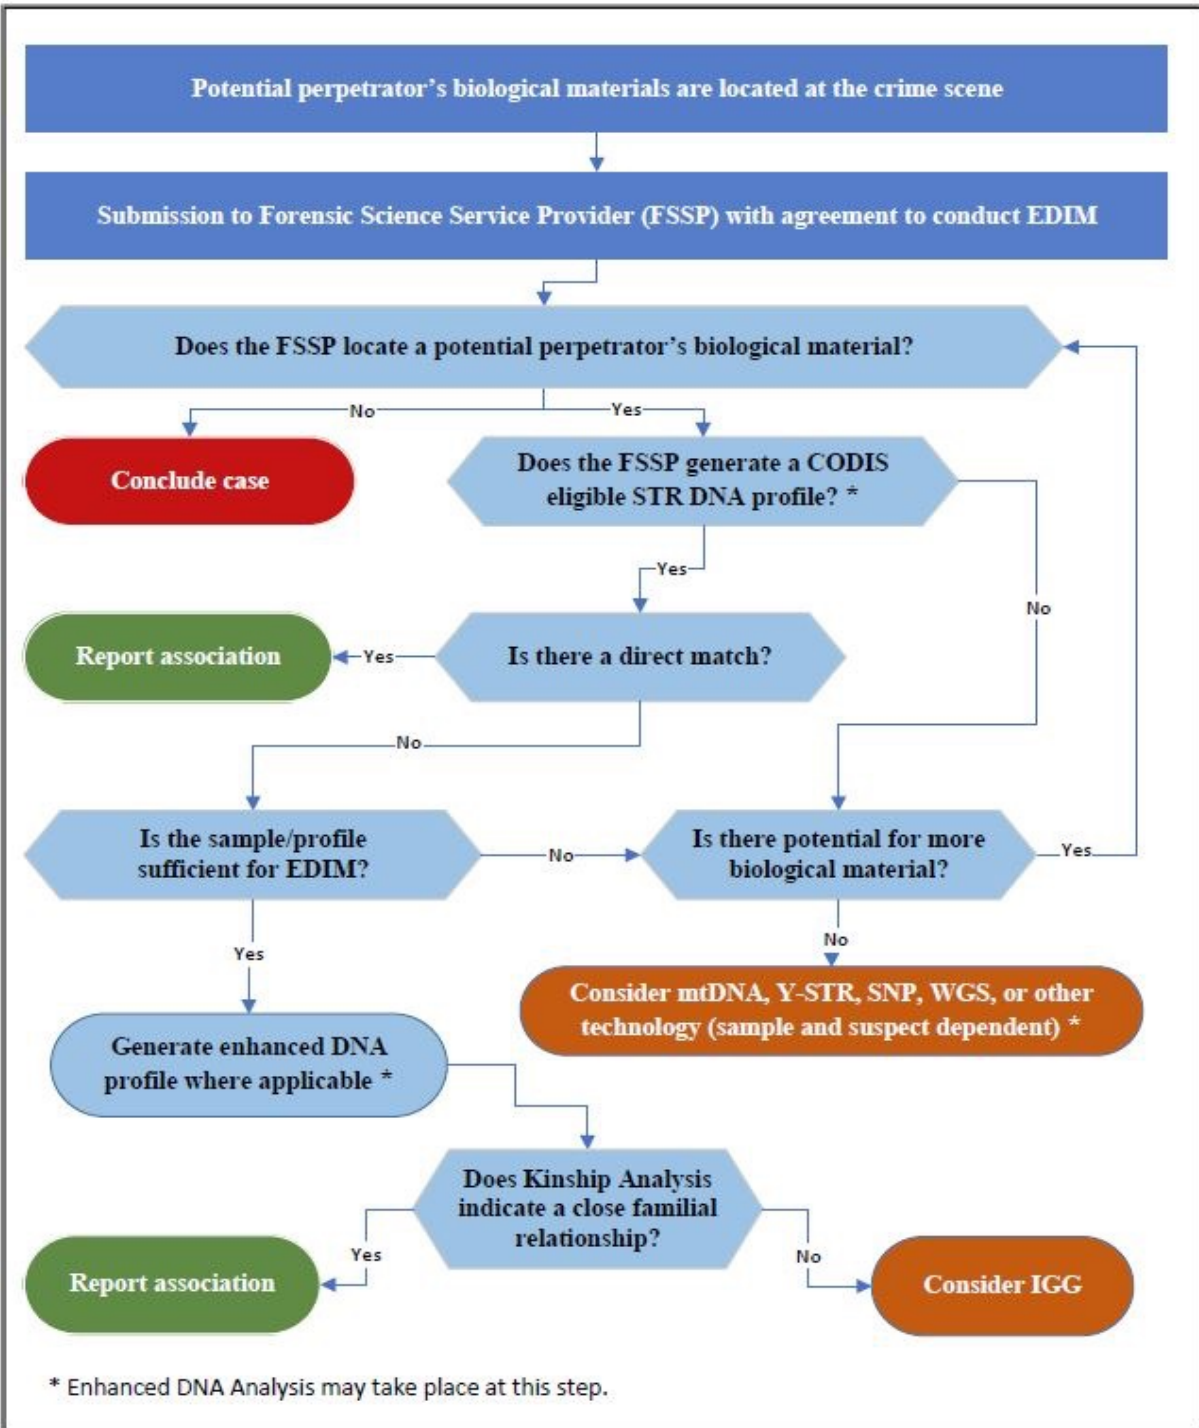 Potential perpetrator’s biological materials are located at the crime scene
Submission to Forensic Science Service Provider (FSSP) with agreement to conduct EDIM
Does the FSSP locate a potential perpetrator’s biological material?
No
Yes
Conclude case
Does the FSSP generate a CODIS
eligible STR DNA profile? *
Yes
No
Report association
Yes
Is there a direct match?
No
Is the sample/profile
sufficient for EDIM?
No
Is there potential for more
biological material?
Yes
Yes
No
Consider mtDNA, Y-STR, SNP, WGS, or other
technology (sample and suspect dependent) *
Generate enhanced DNA
profile where applicable *
Does Kinship Analysis
indicate a close familial
relationship?
Yes
No
Report association
Consider IGG
* Enhanced DNA Analysis may take place at this step.